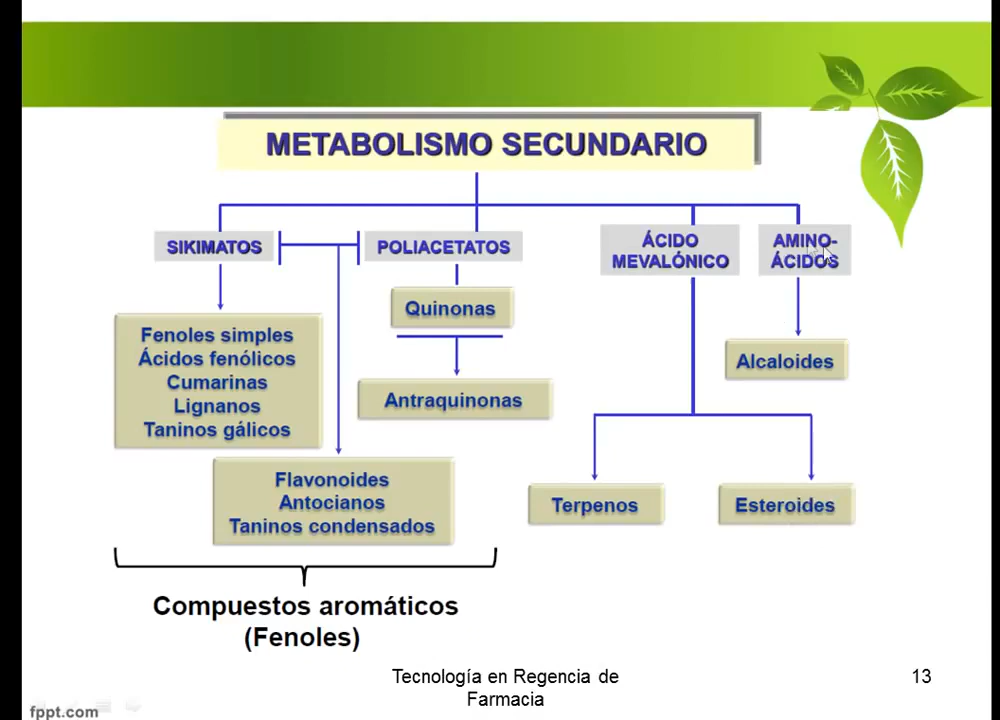 METABOLISMO SECUNDARIO
SIKIMATOS
POLIACETATOS
ÁCIDO
MEVALÓNICO
AMINO-
ÁCIDOS
Quinonas
Fenoles simples
Ácidos fenólicos
Cumarinas
Lignanos
Taninos gálicos
Antraquinonas
Alcaloides
Flavonoides
Antocianos
Taninos condensados
Terpenos
Esteroides
Compuestos aromáticos
(Fenoles)
Tecnología en Regencia de
Farmacia
13
fppt.com